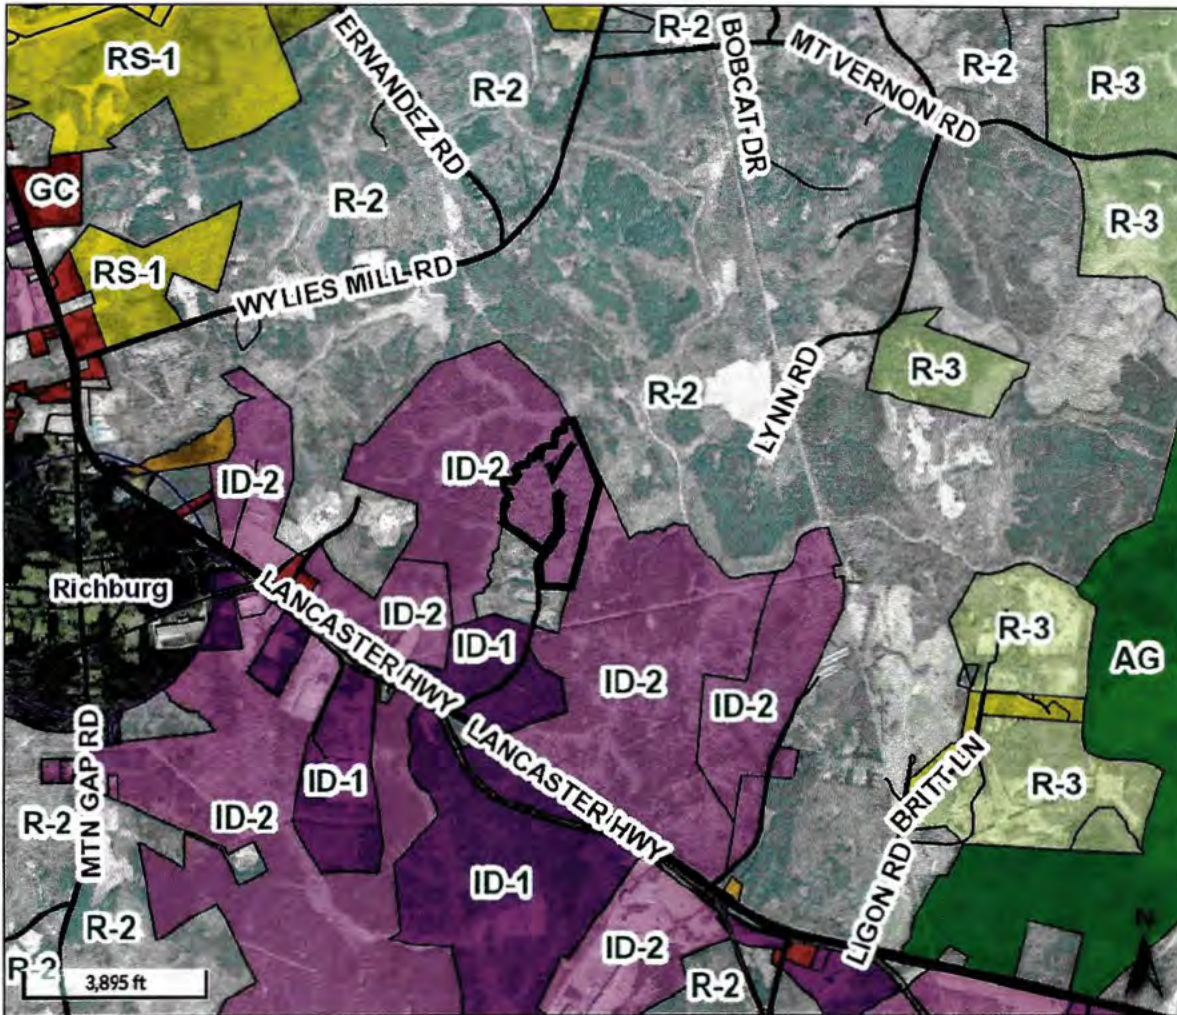 RS-1
ERNANDEZ RD
R-2
R-2
BOBCAT-DR
MT VERNON RD
R-2
R-3
GC
R-2
R-3
RS-1
WYLIES MILL RD
R-2
LYNN RD
R-3
ID-2
ID-2
Richburg
LANCASTER HWY
ID-2
ID-1
ID-2
ID-2
R-3
AG
MTN GAP RD
ID-1
LANCASTER HWY
BRITT-LN
R-3
R-2
ID-2
ID-1
LIGON RD
R-2
ID-2
N
R-2
3,895 ft
R-2